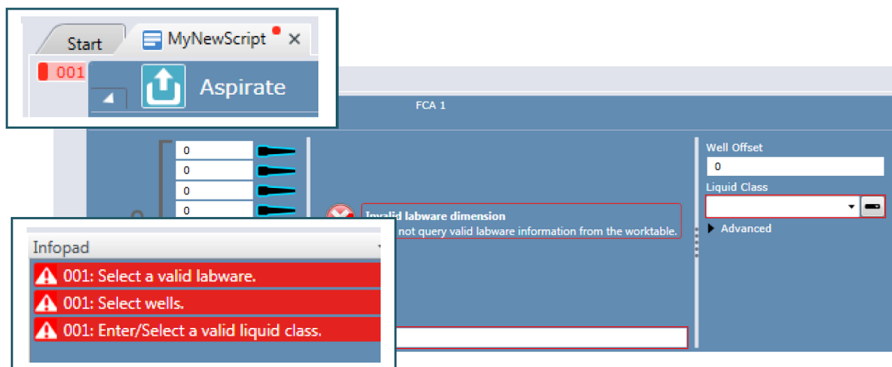 Start
MyNewScript
001
Aspirate
FCA 1
0
0
0
0
Invalid labware dimension
not query valid labware information from the worktable.
Well Offset
0
Liquid Class
Advanced
Infopad
001: Select a valid labware.
001: Select wells.
001: Enter/Select a valid liquid class.